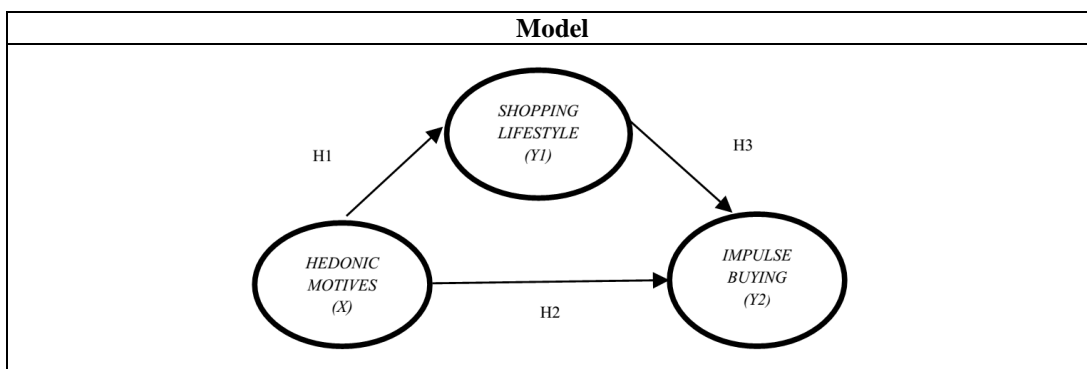 Model
SHOPPING
LIFESTYLE
(Y1)
H1
H3
HEDONIC
MOTIVES
(X)
IMPULSE
BUYING
(Y2)
H2